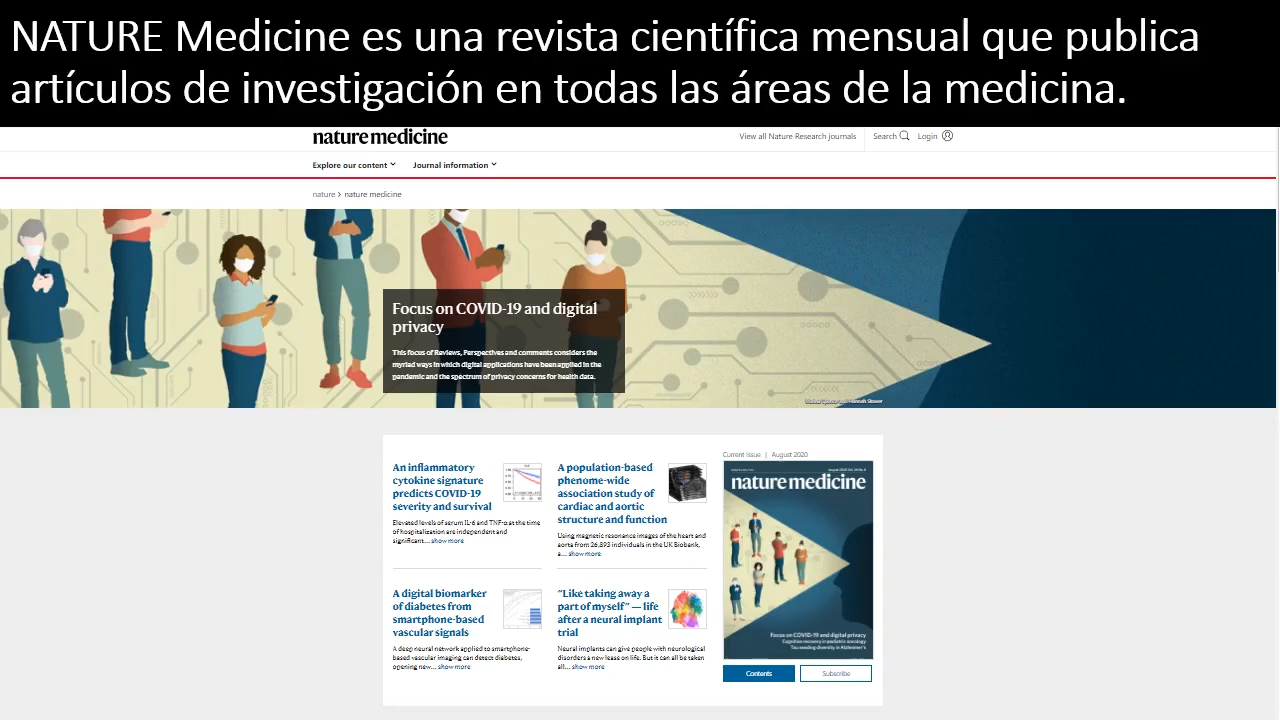 NATURE Medicine es una revista científica mensual que publica
artículos de investigación en todas las áreas de la medicina.
nature medicine
View all Nature Research journals
Search
Login
Explore our content
Journal information
nature > nature medicine
Focus on COVID-19 and digital
privacy
This focus of Reviews, Perspectives and comments considers the
myriad ways in which digital applications have been applied in the
pandemic and the spectrum of privacy concerns for health data.
An inflammatory
cytokine signature
predicts COVID-19
severity and survival
Elevated levels of serum IL-6 and TNF-α at the time
of hospitalization are independent and
significant... show more
A population-based
phenome-wide
association study of
cardiac and aortic
structure and function
Using magnetic resonance images of the heart and
aorta from 26,893 individuals in the UK Biobank,
a... show more
A digital biomarker
of diabetes from
smartphone-based
vascular signals
A deep neural network applied to smartphone-
based vascular imaging can detect diabetes,
opening new... show more
“Like taking away a
part of myself” — life
after a neural implant
trial
Neural implants can give people with neurological
disorders a new lease on life. But it can all be taken
all... show more
Current Issue | August 2020
nature medicine
Focus on COVID-19 and digital privacy
Cognitive recovery in pediatric oncology
Tau seeding diversity in Alzheimer's
Contents
Subscribe